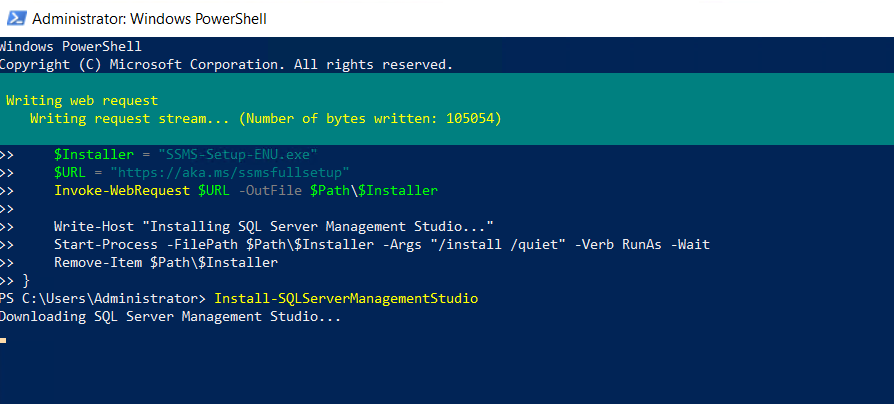 Administrator: Windows PowerShell
Windows PowerShell
Copyright (C) Microsoft Corporation. All rights reserved.
Writing web request
Writing request stream... (Number of bytes written: 105054)
>> $Installer = "SSMS-Setup-ENU.exe"
>> $URL = "https://aka.ms/ssmsfullsetup"
>> Invoke-WebRequest $URL -OutFile $Path\$Installer
>>
>> Write-Host "Installing SQL Server Management Studio..."
>> Start-Process -FilePath $Path\$Installer -Args "/install /quiet" -Verb RunAs -Wait
>> Remove-Item $Path\$Installer
>> }
PS C:\Users\Administrator> Install-SQLServerManagementStudio
Downloading SQL Server Management Studio...